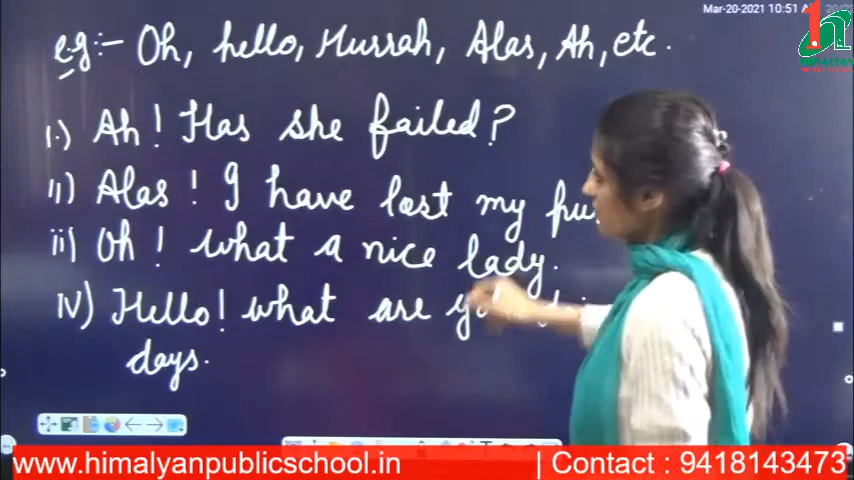 Mar-20-2021 10:51
e.g :- Oh, hello, Hurrah, Alas, Ah, etc.
i.) Ah! Has she failed?
ii) Alas! I have lost my
iii) Oh! what a nice lady.
iv) Hello! what are
days.
www.himalyanpublicschool.in | Contact : 9418143473